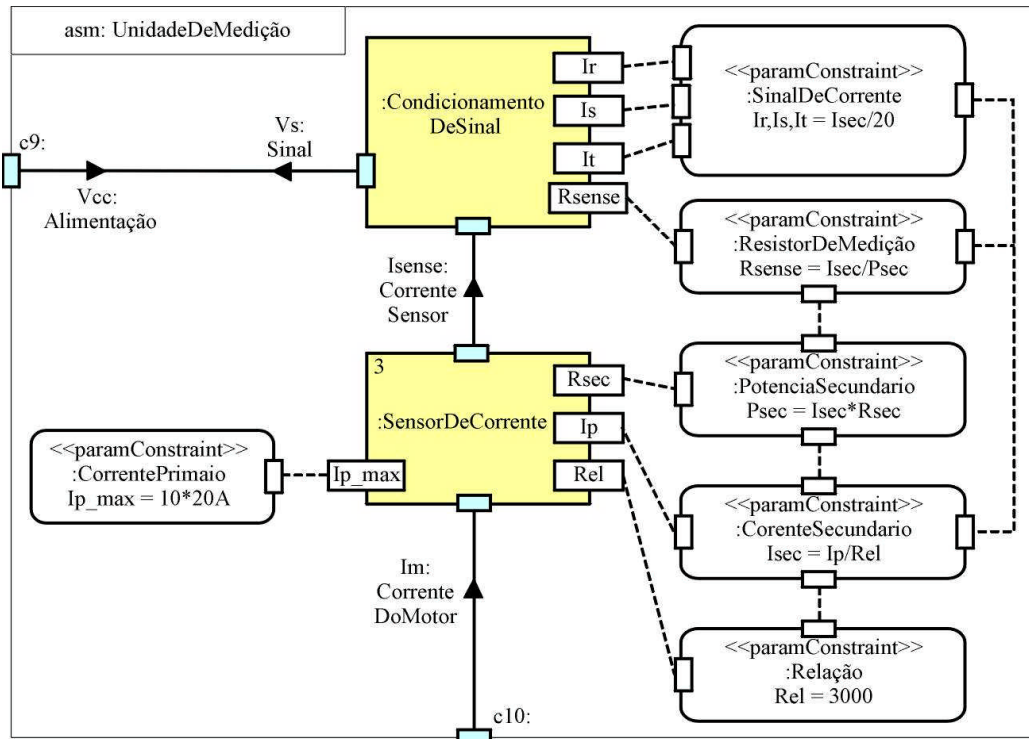 asm: UnidadeDeMedição
c9:
Vcc:
Alimentação
Vs:
Sinal
:Condicionamento
DeSinal
Ir
Is
It
Rsense
<<paramConstraint>>
:SinalDeCorrente
Ir,Is,It = Isec/20
<<paramConstraint>>
:ResistorDeMedição
Rsense = Isec/Psec
Isense:
Corrente
Sensor
3
:SensorDeCorrente
Rsec
Ip
Rel
Ip_max
<<paramConstraint>>
:PotenciaSecundario
Psec = Isec*Rsec
<<paramConstraint>>
:CorrentePrimaio
Ip_max = 10*20A
<<paramConstraint>>
:CorenteSecundario
Isec = Ip/Rel
Im:
Corrente
DoMotor
<<paramConstraint>>
:Relação
Rel = 3000
c10: